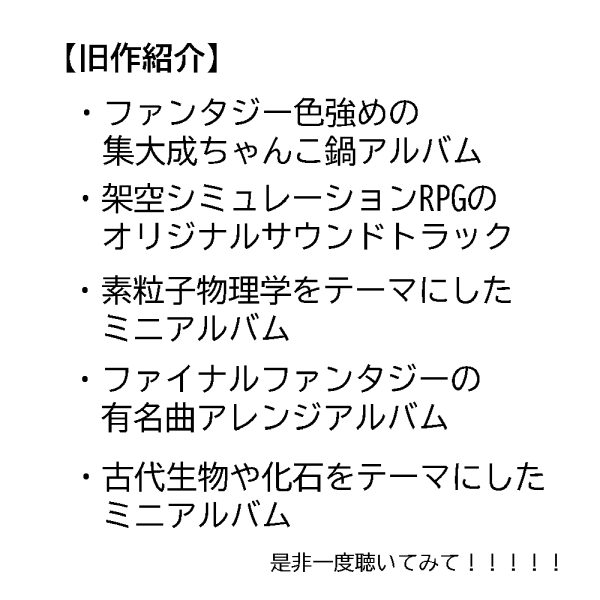 【旧作紹介】
・ファンタジー色強めの
集大成ちゃんこ鍋アルバム
・架空シミュレーションRPGの
オリジナルサウンドトラック
・素粒子物理学をテーマにした
ミニアルバム
・ファイナルファンタジーの
有名曲アレンジアルバム
・古代生物や化石をテーマにした
ミニアルバム
是非一度聴いてみて！！！！！